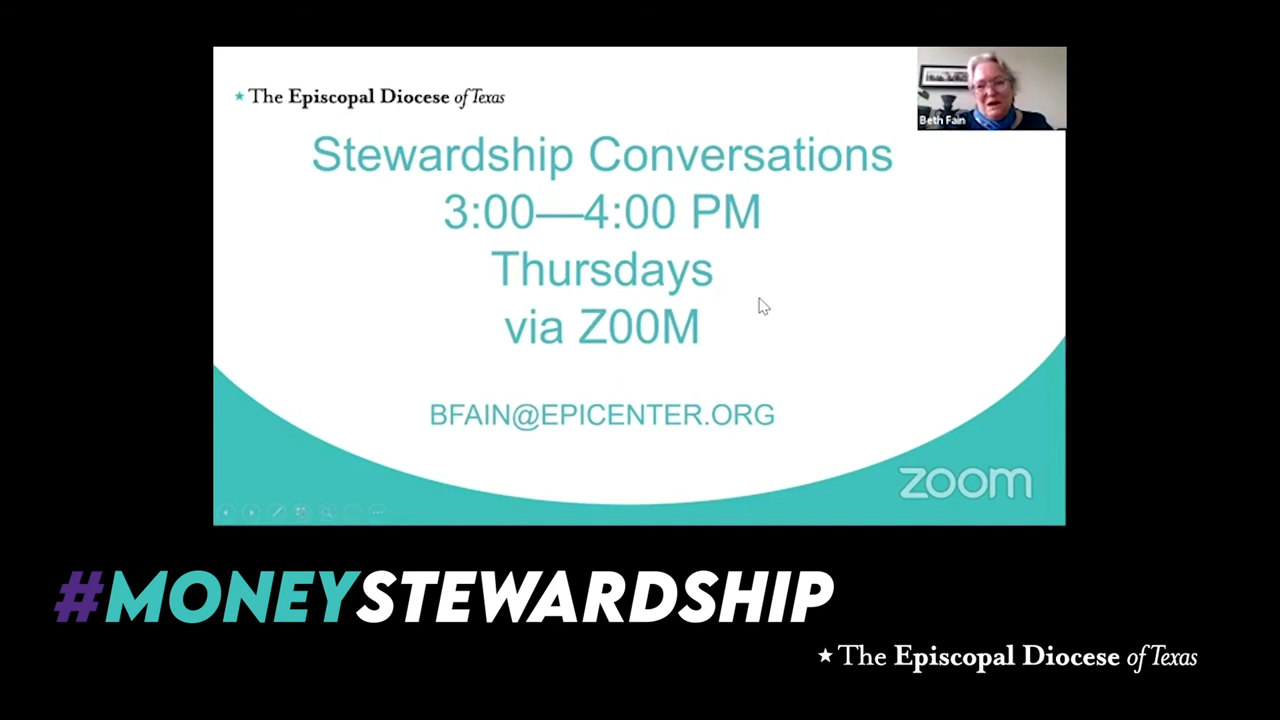 The Episcopal Diocese of Texas
Beth Fain
Stewardship Conversations
3:00—4:00 PM
Thursdays
via Z00M
BFAIN@EPICENTER.ORG
zoom
#MONEYSTEWARDSHIP
The Episcopal Diocese of Texas